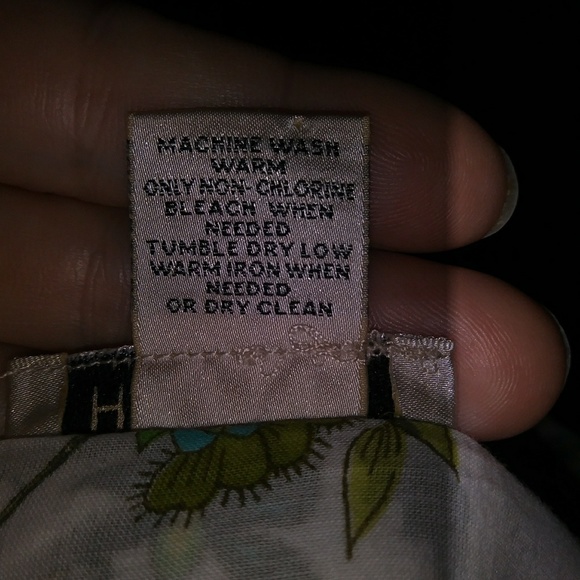 MACHINE WASH
WARM
ONLY NON-CHLORINE
BLEACH WHEN
NEEDED
TUMBLE DRY LOW
WARM IRON WHEN
NEEDED
OR DRY CLEAN
H